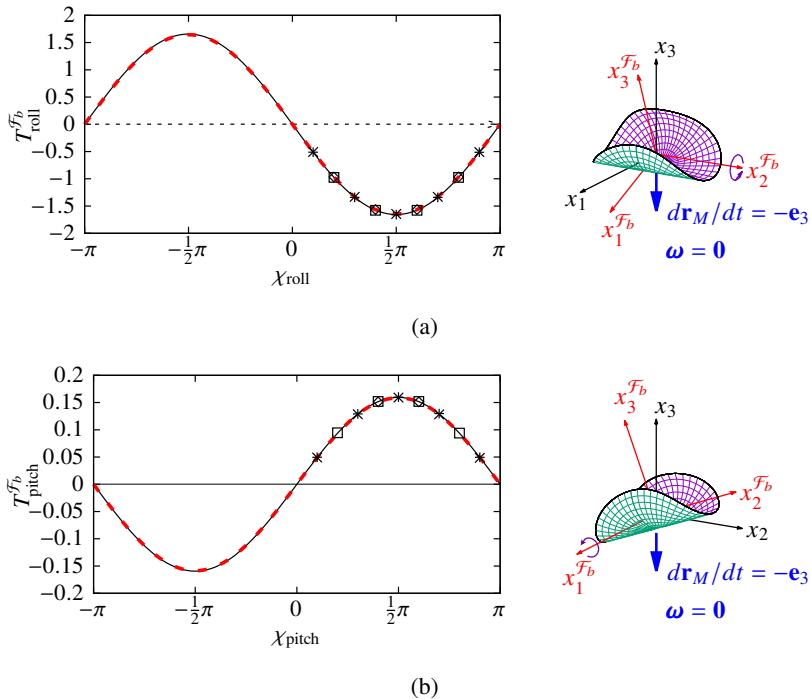 2
1.5
1
0.5
0
−0.5
−1
−1.5
−2
T_roll^{F_b}
−π
−½π
0
½π
π
χ_roll
x_3
x_3^{F_b}
x_2^{F_b}
x_1
x_1^{F_b}
dr_M/dt = −e_3
ω = 0
(a)
0.2
0.15
0.1
0.05
0
−0.05
−0.1
−0.15
−0.2
T_pitch^{F_b}
−π
−½π
0
½π
π
χ_pitch
x_3^{F_b}
x_3
x_2^{F_b}
x_2
x_1^{F_b}
dr_M/dt = −e_3
ω = 0
(b)